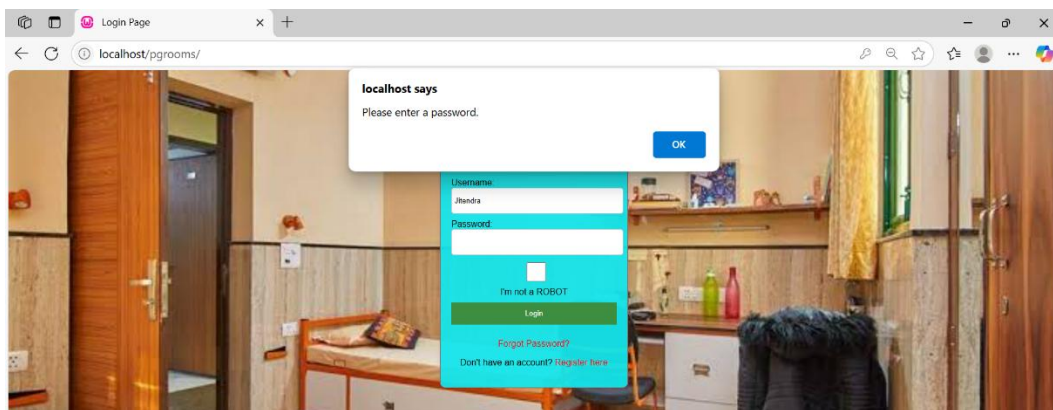 Login Page
localhost/pgrooms/
localhost says
Please enter a password.
OK
Username:
Jitendra
Password:
I'm not a ROBOT
Login
Forgot Password?
Don't have an account? Register here